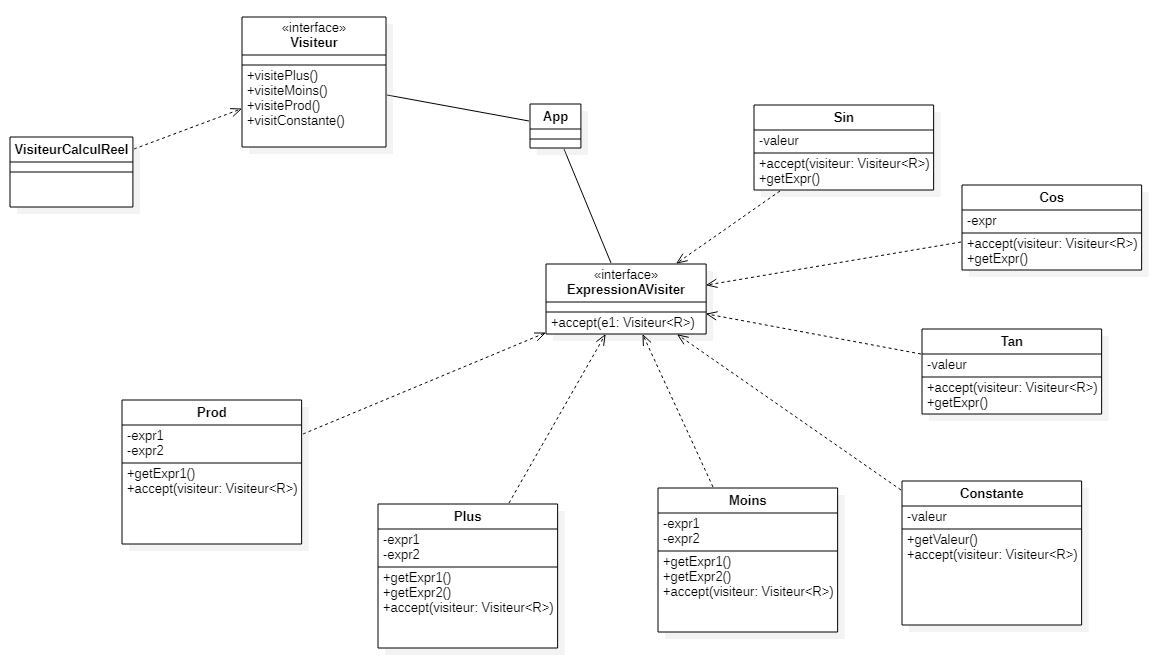 «interface»
Visiteur
+visitePlus()
+visiteMoins()
+visiteProd()
+visitConstante()
VisiteurCalculReel
App
Sin
-valeur
+accept(visiteur: Visiteur<R>)
+getExpr()
Cos
-expr
+accept(visiteur: Visiteur<R>)
+getExpr()
«interface»
ExpressionAVisiter
+accept(e1: Visiteur<R>)
Tan
-valeur
+accept(visiteur: Visiteur<R>)
+getExpr()
Prod
-expr1
-expr2
+getExpr1()
+accept(visiteur: Visiteur<R>)
Plus
-expr1
-expr2
+getExpr1()
+getExpr2()
+accept(visiteur: Visiteur<R>)
Moins
-expr1
-expr2
+getExpr1()
+getExpr2()
+accept(visiteur: Visiteur<R>)
Constante
-valeur
+getValeur()
+accept(visiteur: Visiteur<R>)